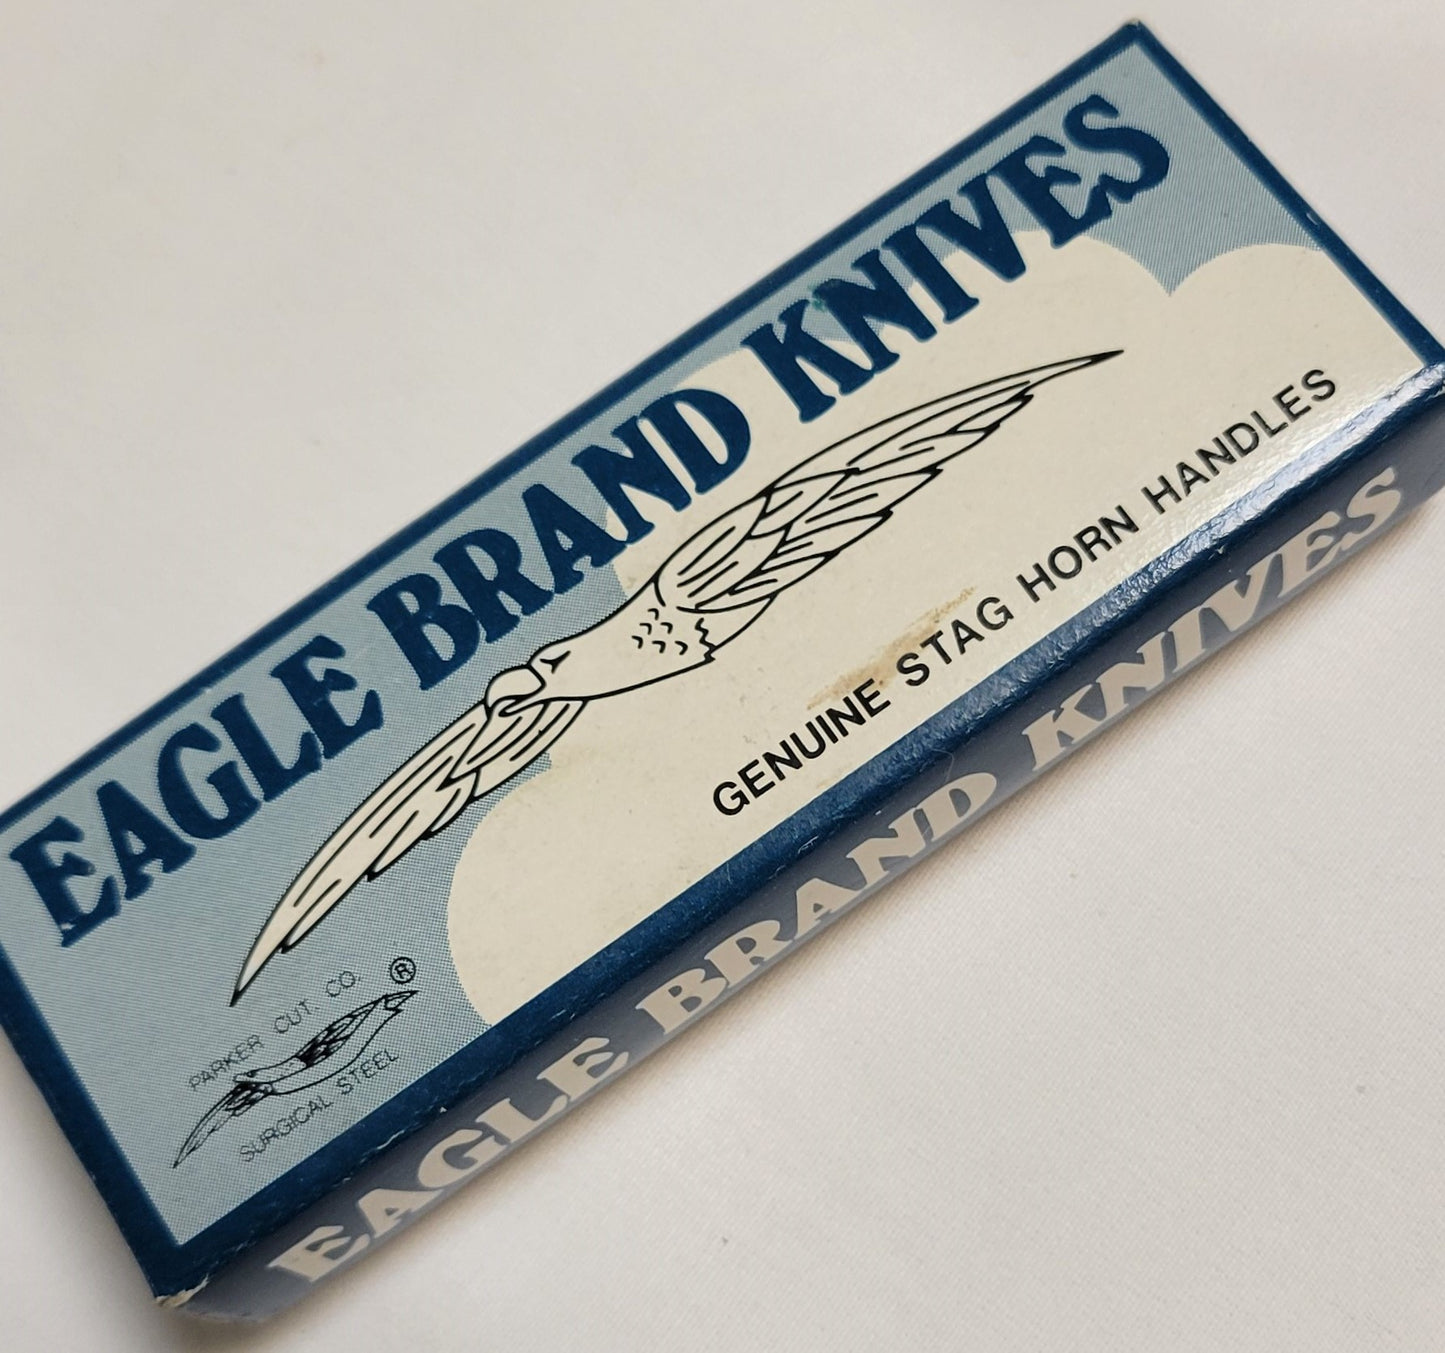 EAGLE BRAND KNIVES
GENUINE STAG HORN HANDLES
PARKER CUT. CO. ®
SURGICAL STEEL
EAGLE BRAND KNIVES